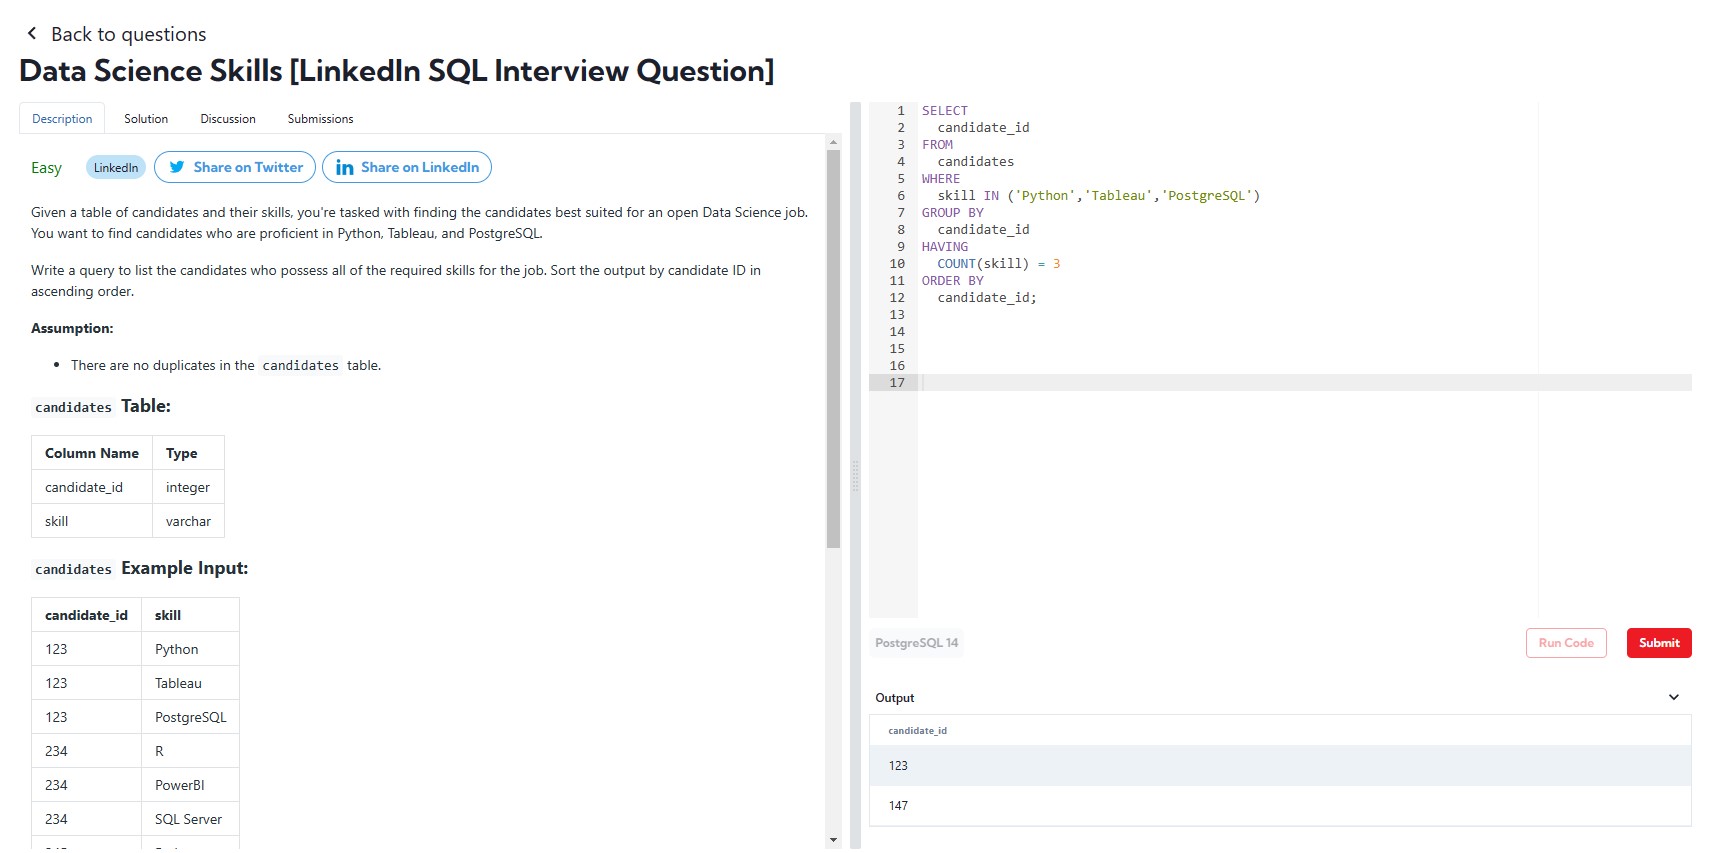 Back to questions
Data Science Skills [LinkedIn SQL Interview Question]
Description Solution Discussion Submissions
Easy LinkedIn Share on Twitter Share on LinkedIn
Given a table of candidates and their skills, you're tasked with finding the candidates best suited for an open Data Science job.
You want to find candidates who are proficient in Python, Tableau, and PostgreSQL.
Write a query to list the candidates who possess all of the required skills for the job. Sort the output by candidate ID in
ascending order.
Assumption:
• There are no duplicates in the candidates table.
candidates Table:
Column Name Type
candidate_id integer
skill varchar
candidates Example Input:
candidate_id skill
123 Python
123 Tableau
123 PostgreSQL
234 R
234 PowerBI
234 SQL Server
1 SELECT
2 candidate_id
3 FROM
4 candidates
5 WHERE
6 skill IN ('Python','Tableau','PostgreSQL')
7 GROUP BY
8 candidate_id
9 HAVING
10 COUNT(skill) = 3
11 ORDER BY
12 candidate_id;
13
14
15
16
17
PostgreSQL 14 Run Code Submit
Output
candidate_id
123
147